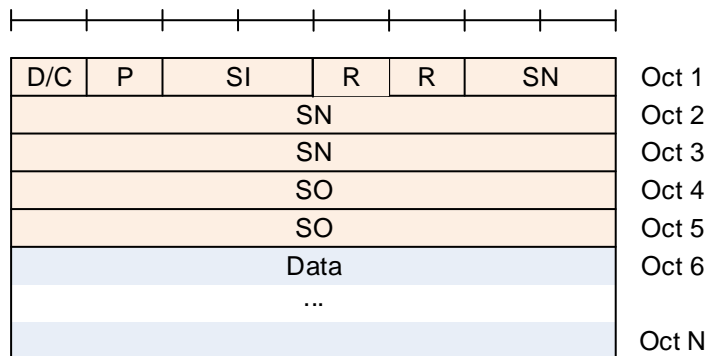 D/C P SI R R SN Oct 1
SN Oct 2
SN Oct 3
SO Oct 4
SO Oct 5
Data Oct 6
...
Oct N